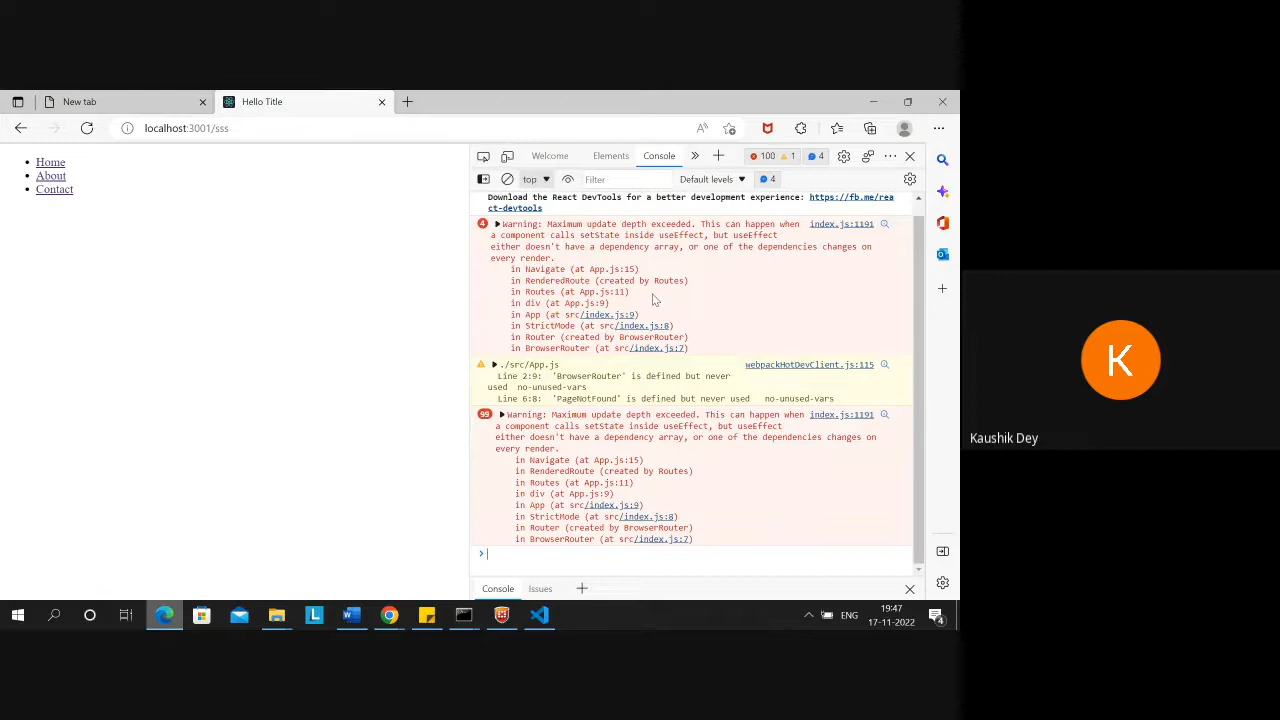 New tab
Hello Title
localhost:3001/sss
Home
About
Contact
Welcome
Elements
Console
100
1
4
top
Filter
Default levels
4
Download the React DevTools for a better development experience: https://fb.me/rea
ct-devtools
4
Warning: Maximum update depth exceeded. This can happen when
index.js:1191
a component calls setState inside useEffect, but useEffect
either doesn't have a dependency array, or one of the dependencies changes on
every render.
in Navigate (at App.js:15)
in RenderedRoute (created by Routes)
in Routes (at App.js:11)
in div (at App.js:9)
in App (at src/index.js:9)
in StrictMode (at src/index.js:8)
in Router (created by BrowserRouter)
in BrowserRouter (at src/index.js:7)
./src/App.js
webpackHotDevClient.js:115
Line 2:9: 'BrowserRouter' is defined but never
used no-unused-vars
Line 6:8: 'PageNotFound' is defined but never used no-unused-vars
99
Warning: Maximum update depth exceeded. This can happen when
index.js:1191
a component calls setState inside useEffect, but useEffect
either doesn't have a dependency array, or one of the dependencies changes on
every render.
in Navigate (at App.js:15)
in RenderedRoute (created by Routes)
in Routes (at App.js:11)
in div (at App.js:9)
in App (at src/index.js:9)
in StrictMode (at src/index.js:8)
in Router (created by BrowserRouter)
in BrowserRouter (at src/index.js:7)
Console
Issues
ENG
19:47
17-11-2022
4
K
Kaushik Dey